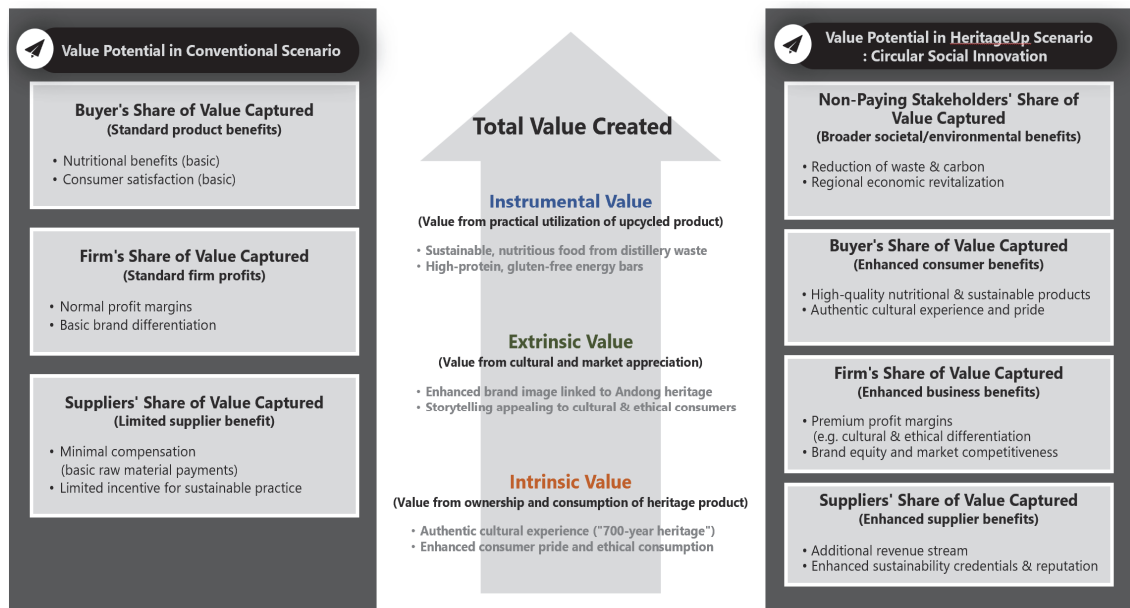 Value Potential in Conventional Scenario
Buyer's Share of Value Captured
(Standard product benefits)
• Nutritional benefits (basic)
• Consumer satisfaction (basic)
Firm's Share of Value Captured
(Standard firm profits)
• Normal profit margins
• Basic brand differentiation
Suppliers' Share of Value Captured
(Limited supplier benefit)
• Minimal compensation
(basic raw material payments)
• Limited incentive for sustainable practice
Total Value Created
Instrumental Value
(Value from practical utilization of upcycled product)
• Sustainable, nutritious food from distillery waste
• High-protein, gluten-free energy bars
Extrinsic Value
(Value from cultural and market appreciation)
• Enhanced brand image linked to Andong heritage
• Storytelling appealing to cultural & ethical consumers
Intrinsic Value
(Value from ownership and consumption of heritage product)
• Authentic cultural experience ("700-year heritage")
• Enhanced consumer pride and ethical consumption
Value Potential in HeritageUp Scenario
: Circular Social Innovation
Non-Paying Stakeholders' Share of
Value Captured
(Broader societal/environmental benefits)
• Reduction of waste & carbon
• Regional economic revitalization
Buyer's Share of Value Captured
(Enhanced consumer benefits)
• High-quality nutritional & sustainable products
• Authentic cultural experience and pride
Firm's Share of Value Captured
(Enhanced business benefits)
• Premium profit margins
(e.g. cultural & ethical differentiation
• Brand equity and market competitiveness
Suppliers' Share of Value Captured
(Enhanced supplier benefits)
• Additional revenue stream
• Enhanced sustainability credentials & reputation